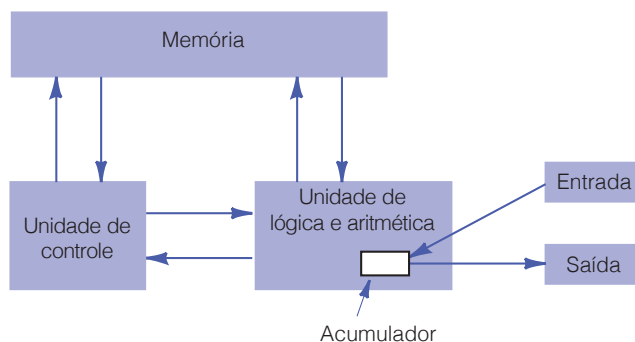 Memória
Unidade de
controle
Unidade de
lógica e aritmética
Entrada
Saída
Acumulador